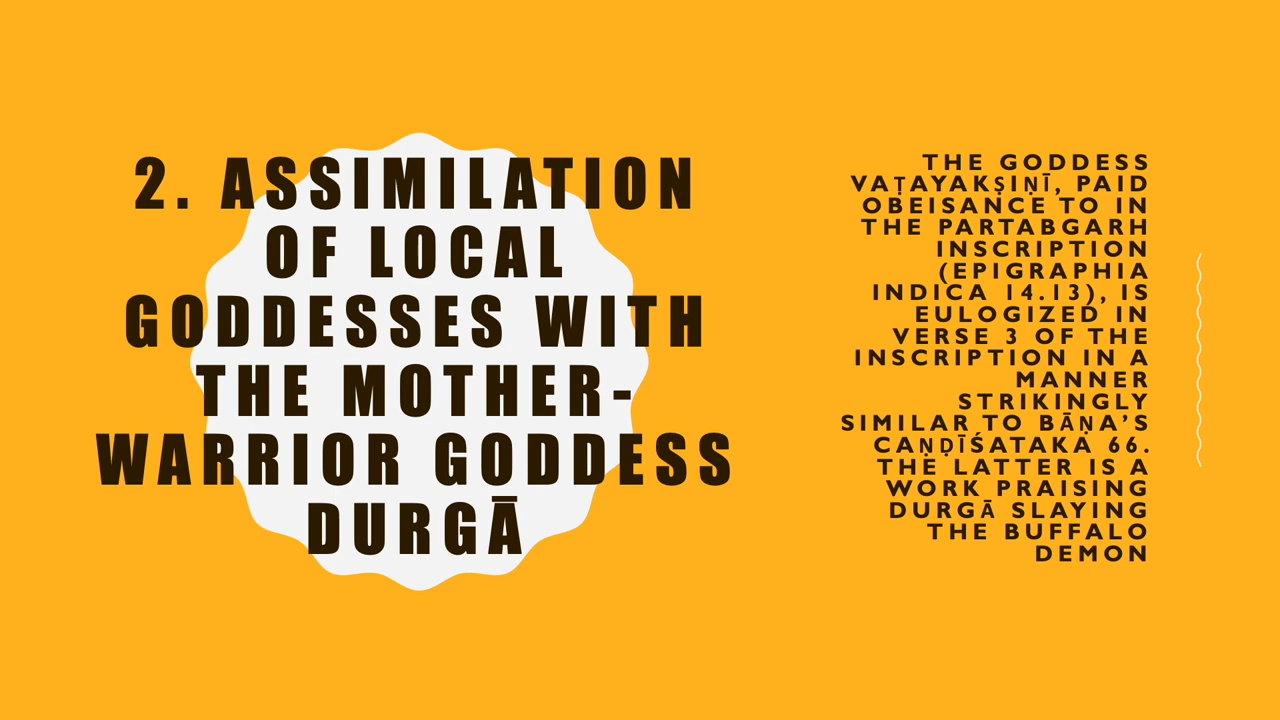 2. ASSIMILATION
OF LOCAL
GODDESSES WITH
THE MOTHER-
WARRIOR GODDESS
DURGĀ
THE GODDESS
VAṬAYAKṢIṆĪ, PAID
OBEISANCE TO IN
THE PARTABGARH
INSCRIPTION
(EPIGRAPHIA
INDICA 14.13), IS
EULOGIZED IN
VERSE 3 OF THE
INSCRIPTION IN A
MANNER
STRIKINGLY
SIMILAR TO BĀṆA’S
CAṆḌĪŚATAKA 66.
THE LATTER IS A
WORK PRAISING
DURGĀ SLAYING
THE BUFFALO
DEMON